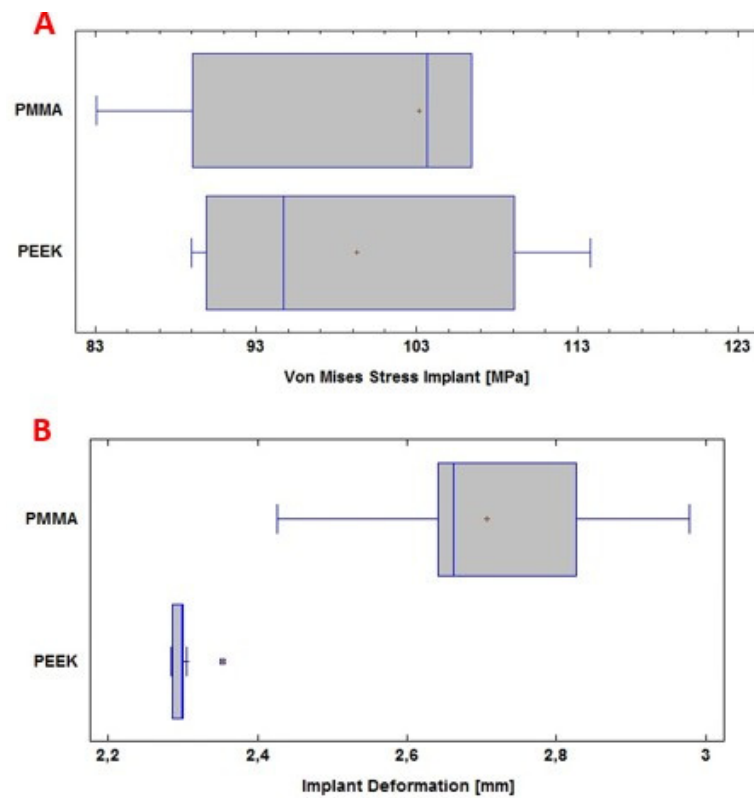 A
PMMA
PEEK
83 93 103 113 123
Von Mises Stress Implant [MPa]
B
PMMA
PEEK
2,2 2,4 2,6 2,8 3
Implant Deformation [mm]